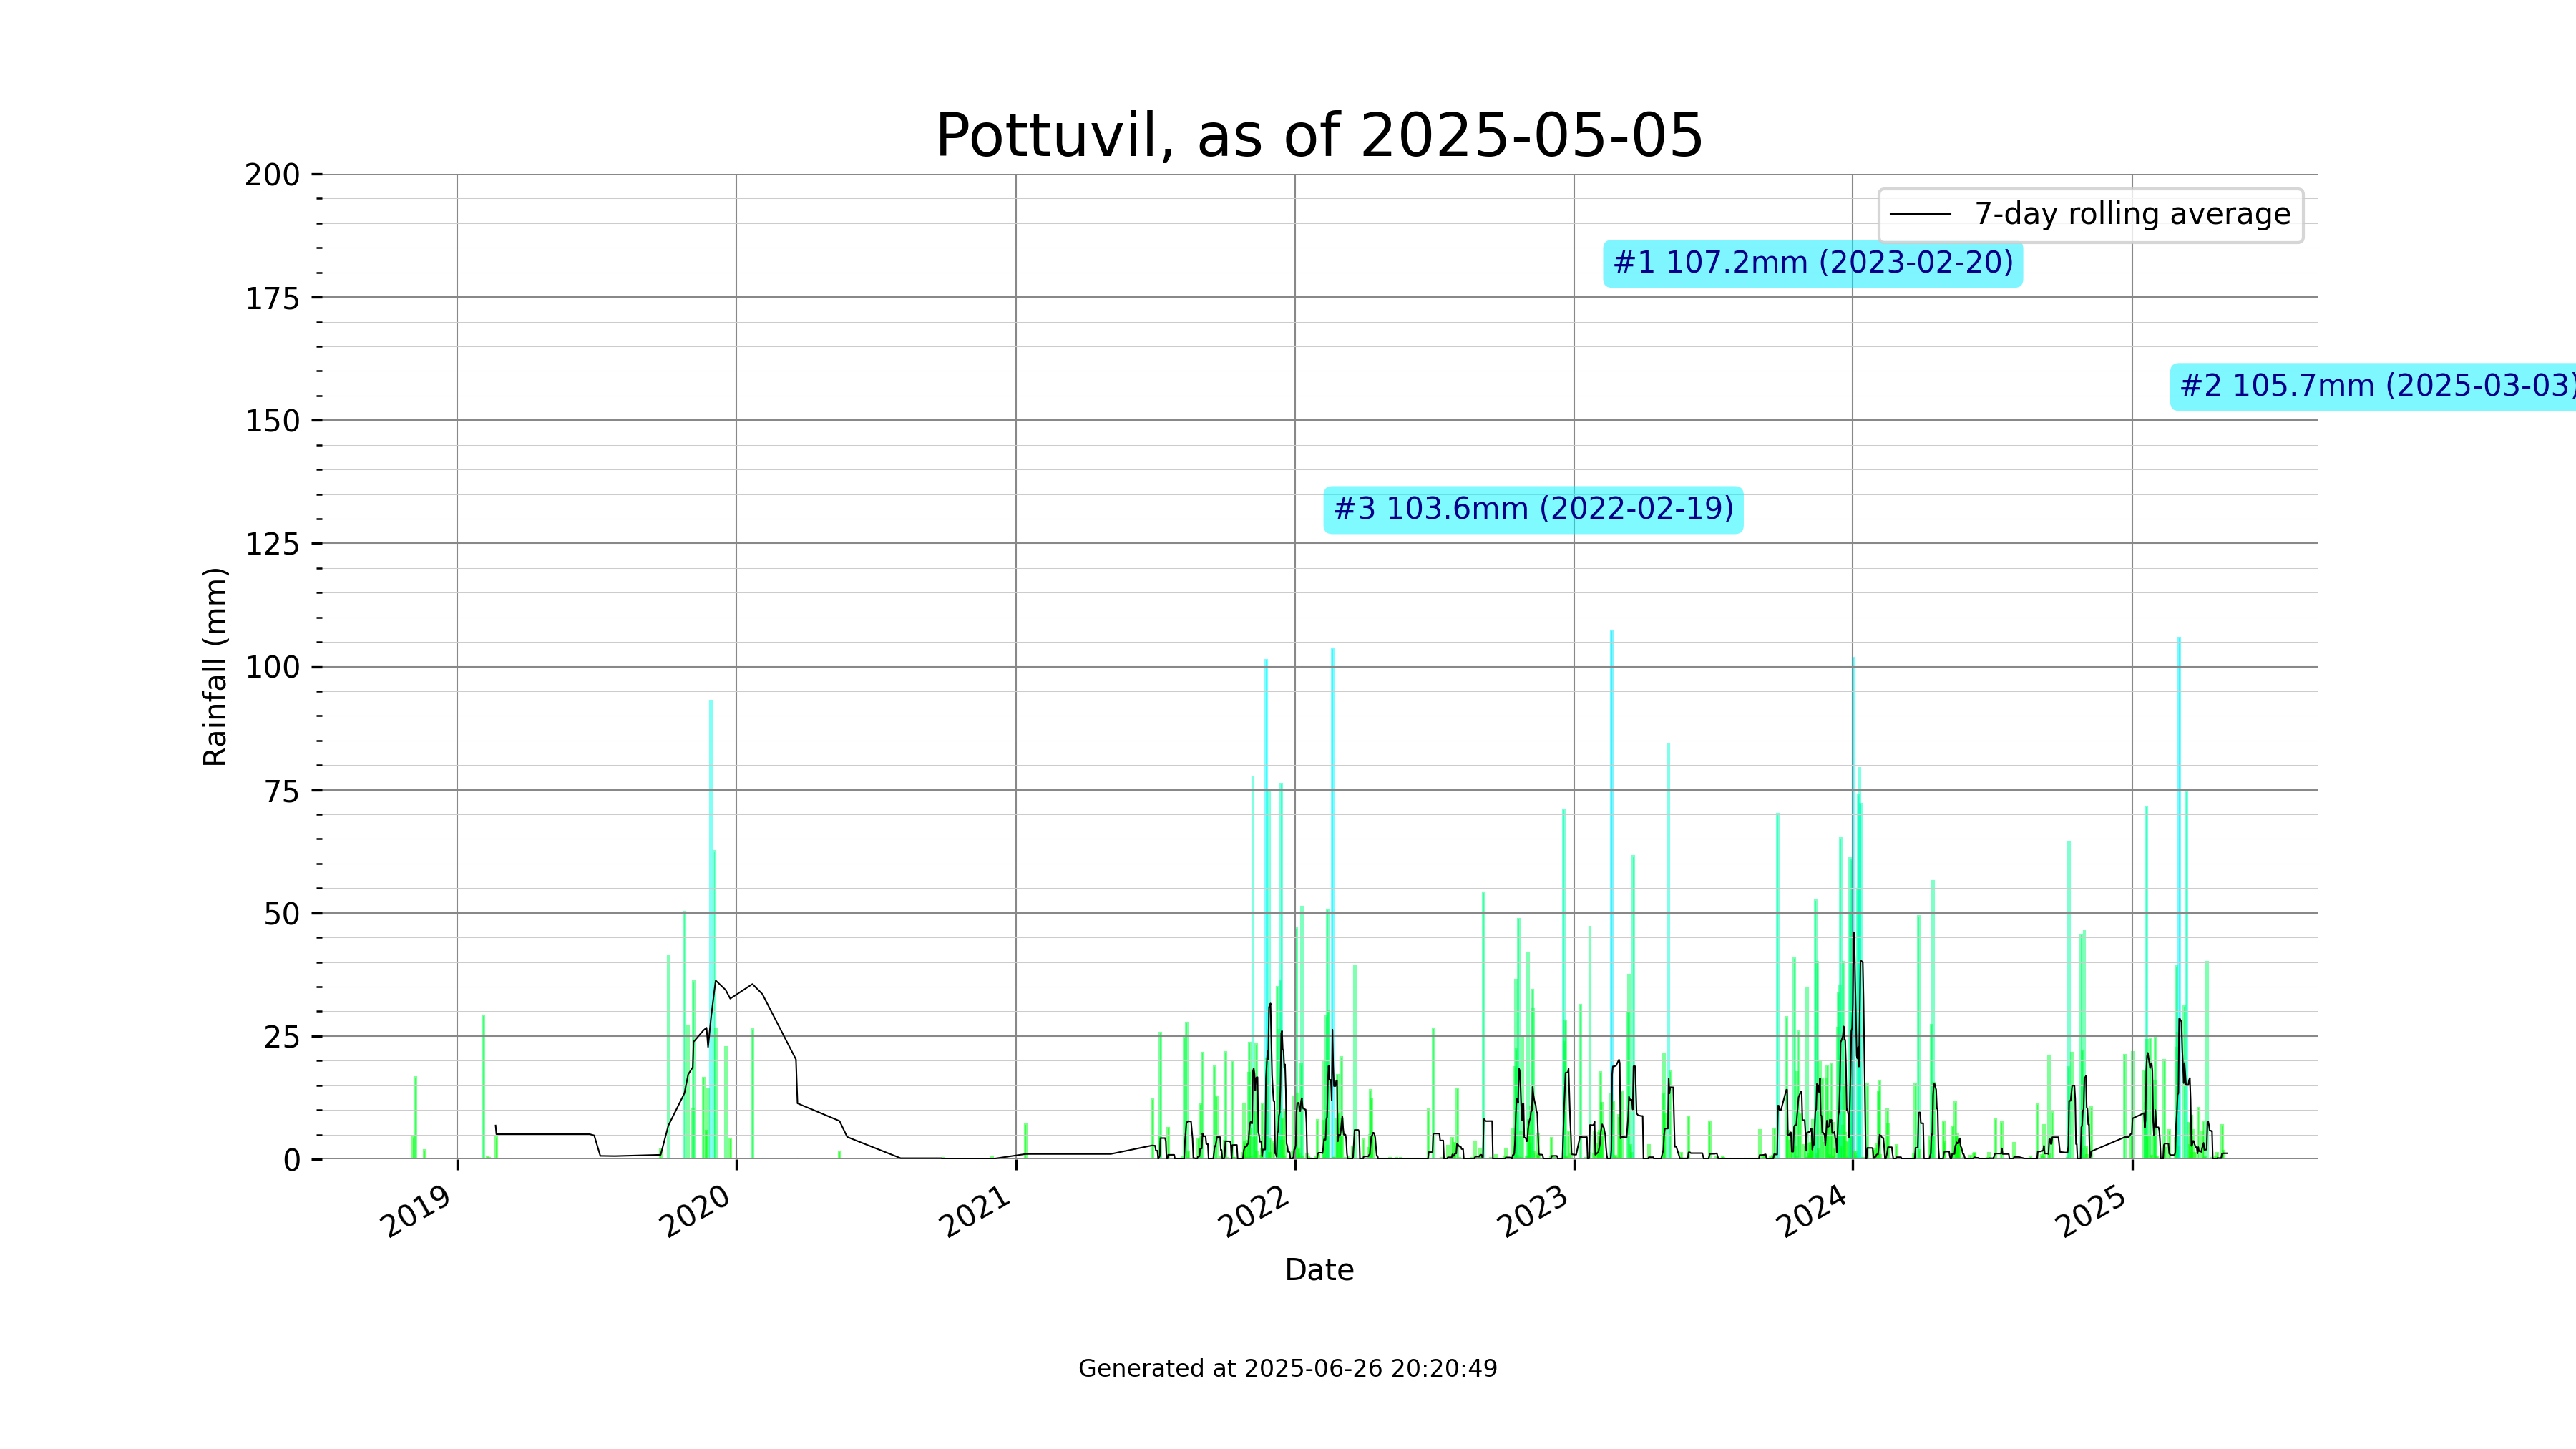 Pottuvil, as of 2025-05-05
200
175
150
125
100
75
50
25
0
Rainfall (mm)
7-day rolling average
#1 107.2mm (2023-02-20)
#2 105.7mm (2025-03-03)
#3 103.6mm (2022-02-19)
2019
2020
2021
2022
2023
2024
2025
Date
Generated at 2025-06-26 20:20:49